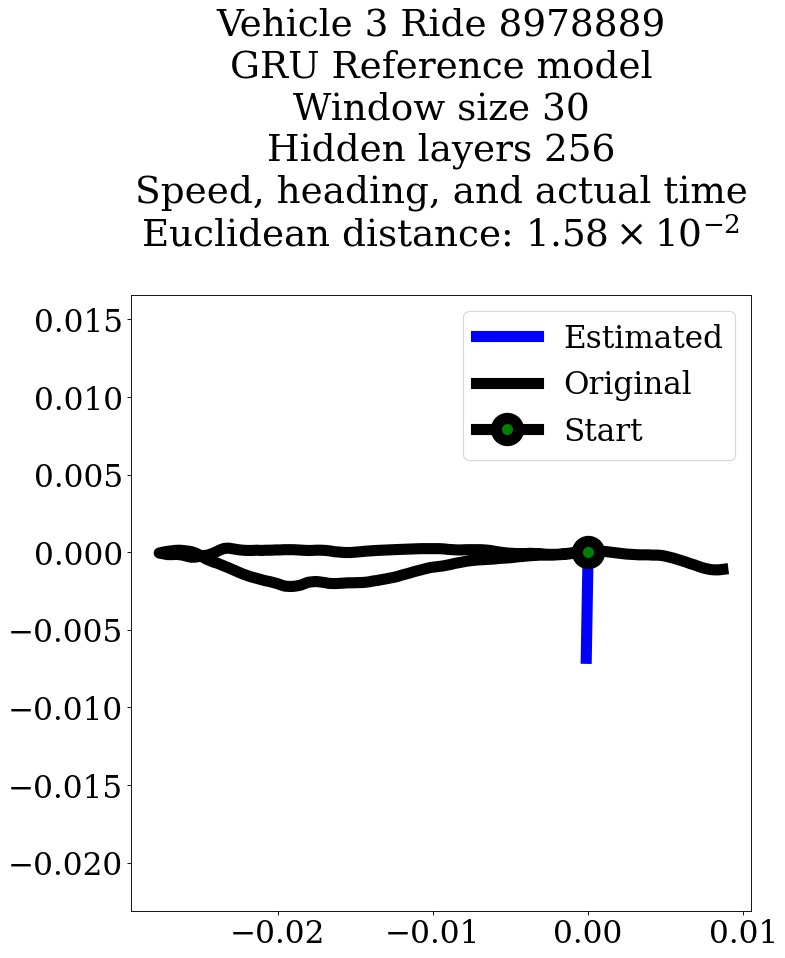 Vehicle 3 Ride 8978889
GRU Reference model
Window size 30
Hidden layers 256
Speed, heading, and actual time
Euclidean distance: 1.58 × 10⁻²
Estimated
Original
Start
0.015
0.010
0.005
0.000
−0.005
−0.010
−0.015
−0.020
−0.02 −0.01 0.00 0.01